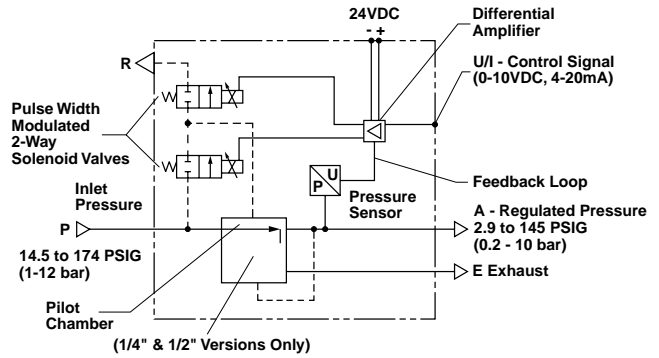 24VDC
- +
Differential
Amplifier
R
U/I - Control Signal
(0-10VDC, 4-20mA)
Pulse Width
Modulated
2-Way
Solenoid Valves
U
P
Pressure
Sensor
Feedback Loop
Inlet
Pressure
P
14.5 to 174 PSIG
(1-12 bar)
A - Regulated Pressure
2.9 to 145 PSIG
(0.2 - 10 bar)
E Exhaust
Pilot
Chamber
(1/4" & 1/2" Versions Only)